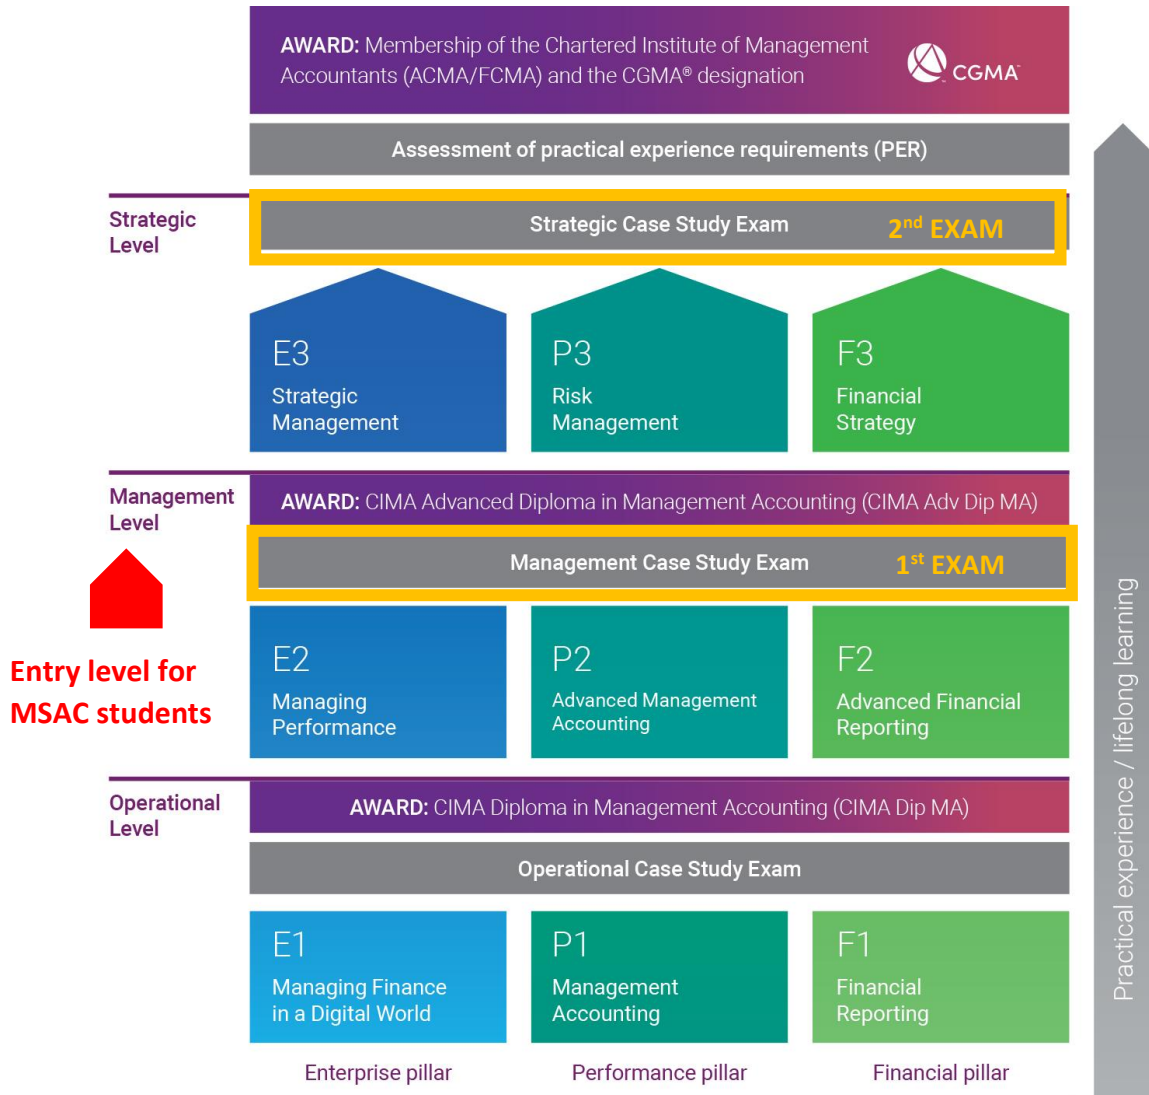 AWARD: Membership of the Chartered Institute of Management
Accountants (ACMA/FCMA) and the CGMA® designation
CGMA™
Assessment of practical experience requirements (PER)
Strategic
Level
Strategic Case Study Exam
2nd EXAM
E3
Strategic
Management
P3
Risk
Management
F3
Financial
Strategy
Management
Level
AWARD: CIMA Advanced Diploma in Management Accounting (CIMA Adv Dip MA)
Management Case Study Exam
1st EXAM
Entry level for
MSAC students
E2
Managing
Performance
P2
Advanced Management
Accounting
F2
Advanced Financial
Reporting
Operational
Level
AWARD: CIMA Diploma in Management Accounting (CIMA Dip MA)
Operational Case Study Exam
E1
Managing Finance
in a Digital World
P1
Management
Accounting
F1
Financial
Reporting
Enterprise pillar
Performance pillar
Financial pillar
Practical experience / lifelong learning